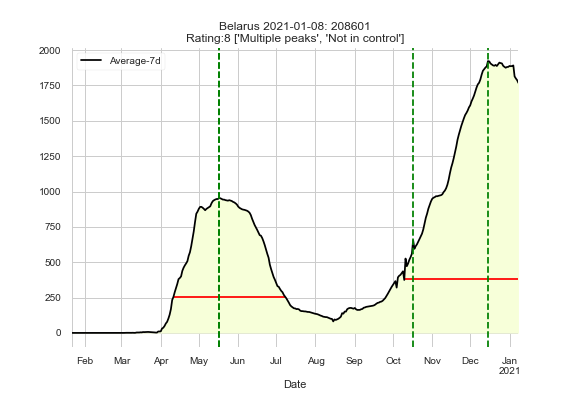 Belarus 2021-01-08: 208601
Rating:8 ['Multiple peaks', 'Not in control']
Average-7d
2000
1750
1500
1250
1000
750
500
250
0
Feb Mar Apr May Jun Jul Aug Sep Oct Nov Dec Jan
2021
Date